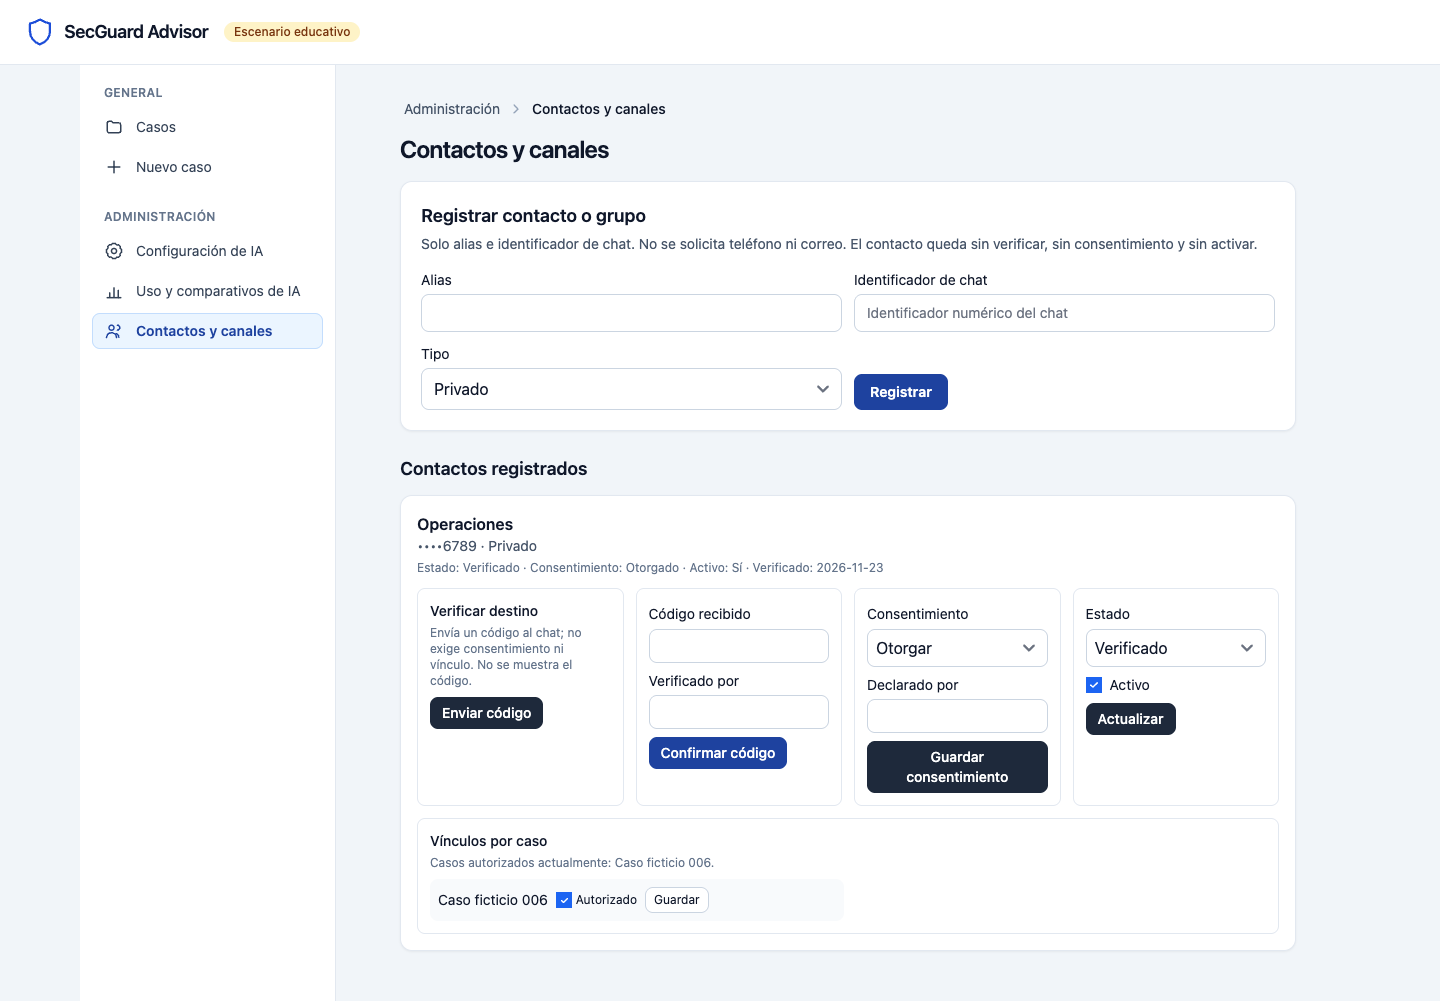 SecGuard Advisor
Escenario educativo
GENERAL
Casos
Nuevo caso
ADMINISTRACIÓN
Configuración de IA
Uso y comparativos de IA
Contactos y canales
Administración
Contactos y canales
Contactos y canales
Registrar contacto o grupo
Solo alias e identificador de chat. No se solicita teléfono ni correo. El contacto queda sin verificar, sin consentimiento y sin activar.
Alias
Identificador de chat
Identificador numérico del chat
Tipo
Privado
Registrar
Contactos registrados
Operaciones
••••6789 · Privado
Estado: Verificado · Consentimiento: Otorgado · Activo: Sí · Verificado: 2026-11-23
Verificar destino
Envía un código al chat; no
exige consentimiento ni
vínculo. No se muestra el
código.
Enviar código
Código recibido
Verificado por
Confirmar código
Consentimiento
Otorgar
Declarado por
Guardar
consentimiento
Estado
Verificado
Activo
Actualizar
Vínculos por caso
Casos autorizados actualmente: Caso ficticio 006.
Caso ficticio 006 Autorizado Guardar